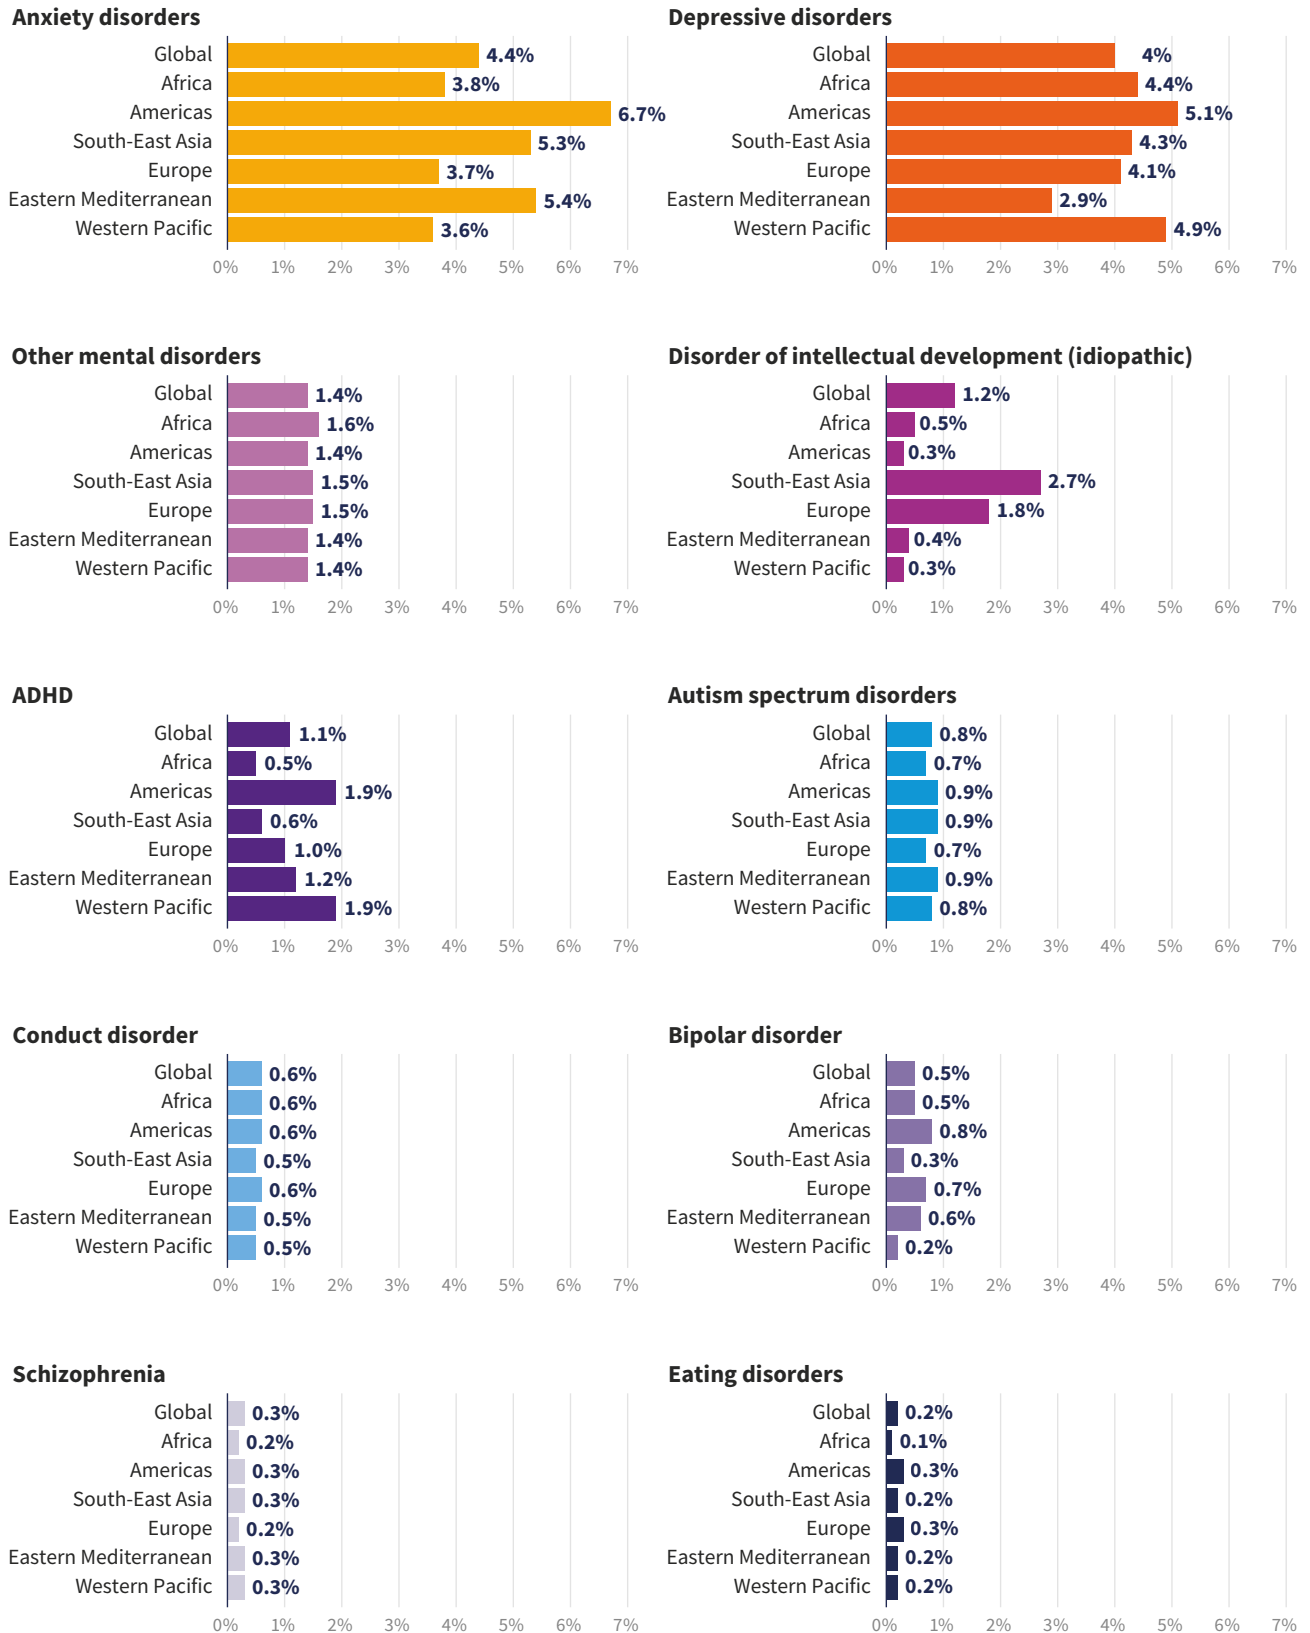 Anxiety disorders
Global 4.4%
Africa 3.8%
Americas 6.7%
South-East Asia 5.3%
Europe 3.7%
Eastern Mediterranean 5.4%
Western Pacific 3.6%
0% 1% 2% 3% 4% 5% 6% 7%
Depressive disorders
Global 4%
Africa 4.4%
Americas 5.1%
South-East Asia 4.3%
Europe 4.1%
Eastern Mediterranean 2.9%
Western Pacific 4.9%
0% 1% 2% 3% 4% 5% 6% 7%
Other mental disorders
Global 1.4%
Africa 1.6%
Americas 1.4%
South-East Asia 1.5%
Europe 1.5%
Eastern Mediterranean 1.4%
Western Pacific 1.4%
0% 1% 2% 3% 4% 5% 6% 7%
Disorder of intellectual development (idiopathic)
Global 1.2%
Africa 0.5%
Americas 0.3%
South-East Asia 2.7%
Europe 1.8%
Eastern Mediterranean 0.4%
Western Pacific 0.3%
0% 1% 2% 3% 4% 5% 6% 7%
ADHD
Global 1.1%
Africa 0.5%
Americas 1.9%
South-East Asia 0.6%
Europe 1.0%
Eastern Mediterranean 1.2%
Western Pacific 1.9%
0% 1% 2% 3% 4% 5% 6% 7%
Autism spectrum disorders
Global 0.8%
Africa 0.7%
Americas 0.9%
South-East Asia 0.9%
Europe 0.7%
Eastern Mediterranean 0.9%
Western Pacific 0.8%
0% 1% 2% 3% 4% 5% 6% 7%
Conduct disorder
Global 0.6%
Africa 0.6%
Americas 0.6%
South-East Asia 0.5%
Europe 0.6%
Eastern Mediterranean 0.5%
Western Pacific 0.5%
0% 1% 2% 3% 4% 5% 6% 7%
Bipolar disorder
Global 0.5%
Africa 0.5%
Americas 0.8%
South-East Asia 0.3%
Europe 0.7%
Eastern Mediterranean 0.6%
Western Pacific 0.2%
0% 1% 2% 3% 4% 5% 6% 7%
Schizophrenia
Global 0.3%
Africa 0.2%
Americas 0.3%
South-East Asia 0.3%
Europe 0.2%
Eastern Mediterranean 0.3%
Western Pacific 0.3%
0% 1% 2% 3% 4% 5% 6% 7%
Eating disorders
Global 0.2%
Africa 0.1%
Americas 0.3%
South-East Asia 0.2%
Europe 0.3%
Eastern Mediterranean 0.2%
Western Pacific 0.2%
0% 1% 2% 3% 4% 5% 6% 7%